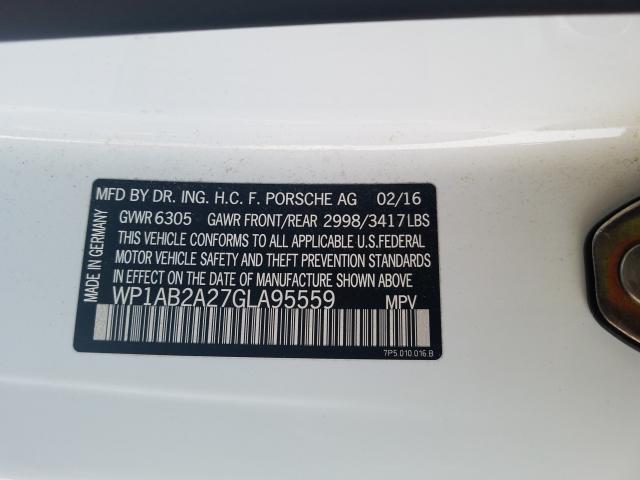 MADE IN GERMANY
MFD BY DR. ING. H.C. F. PORSCHE AG 02/16
GVWR 6305 GAWR FRONT/REAR 2998/3417LBS
THIS VEHICLE CONFORMS TO ALL APPLICABLE U.S.FEDERAL
MOTOR VEHICLE SAFETY AND THEFT PREVENTION STANDARDS
IN EFFECT ON THE DATE OF MANUFACTURE SHOWN ABOVE
WP1AB2A27GLA95559 MPV
7P5.010.016.B